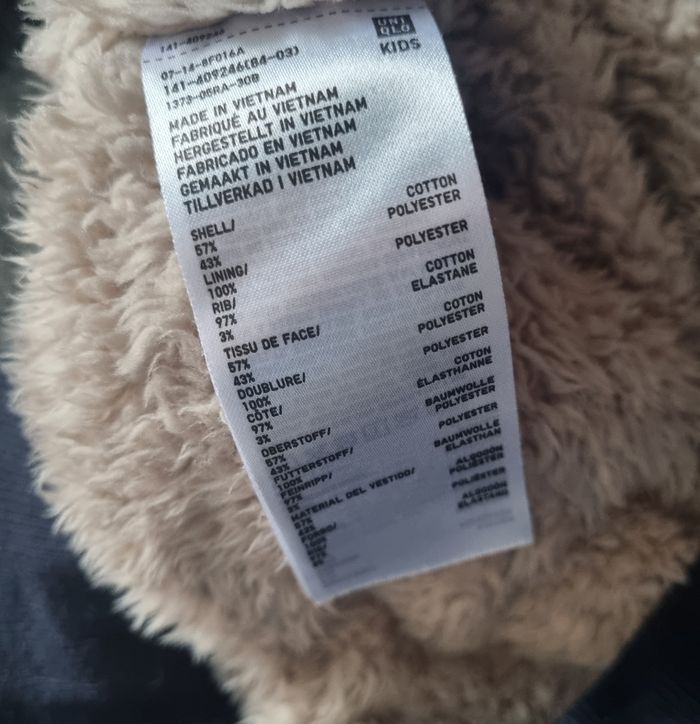 141-409246
UNI
QLO
KIDS
07-14-8F016A
141-409246(84-03)
1373-05RA-30B
MADE IN VIETNAM
FABRIQUÉ AU VIETNAM
HERGESTELLT IN VIETNAM
FABRICADO EN VIETNAM
GEMAAKT IN VIETNAM
TILLVERKAD I VIETNAM
SHELL/
57% COTTON
43% POLYESTER
LINING/
100% POLYESTER
RIB/
97% COTTON
3% ELASTANE
TISSU DE FACE/
57% COTON
43% POLYESTER
DOUBLURE/
100% POLYESTER
CÔTE/
97% COTON
3% ÉLASTHANNE
OBERSTOFF/
57% BAUMWOLLE
43% POLYESTER
FUTTERSTOFF/
100% POLYESTER
FEINRIPP/
97% BAUMWOLLE
3% ELASTHAN
MATERIAL DEL VESTIDO/
57% ALGODÓN
43% POLIÉSTER
FORRO/
100% POLIÉSTER
ALGODÓN
ELASTANO